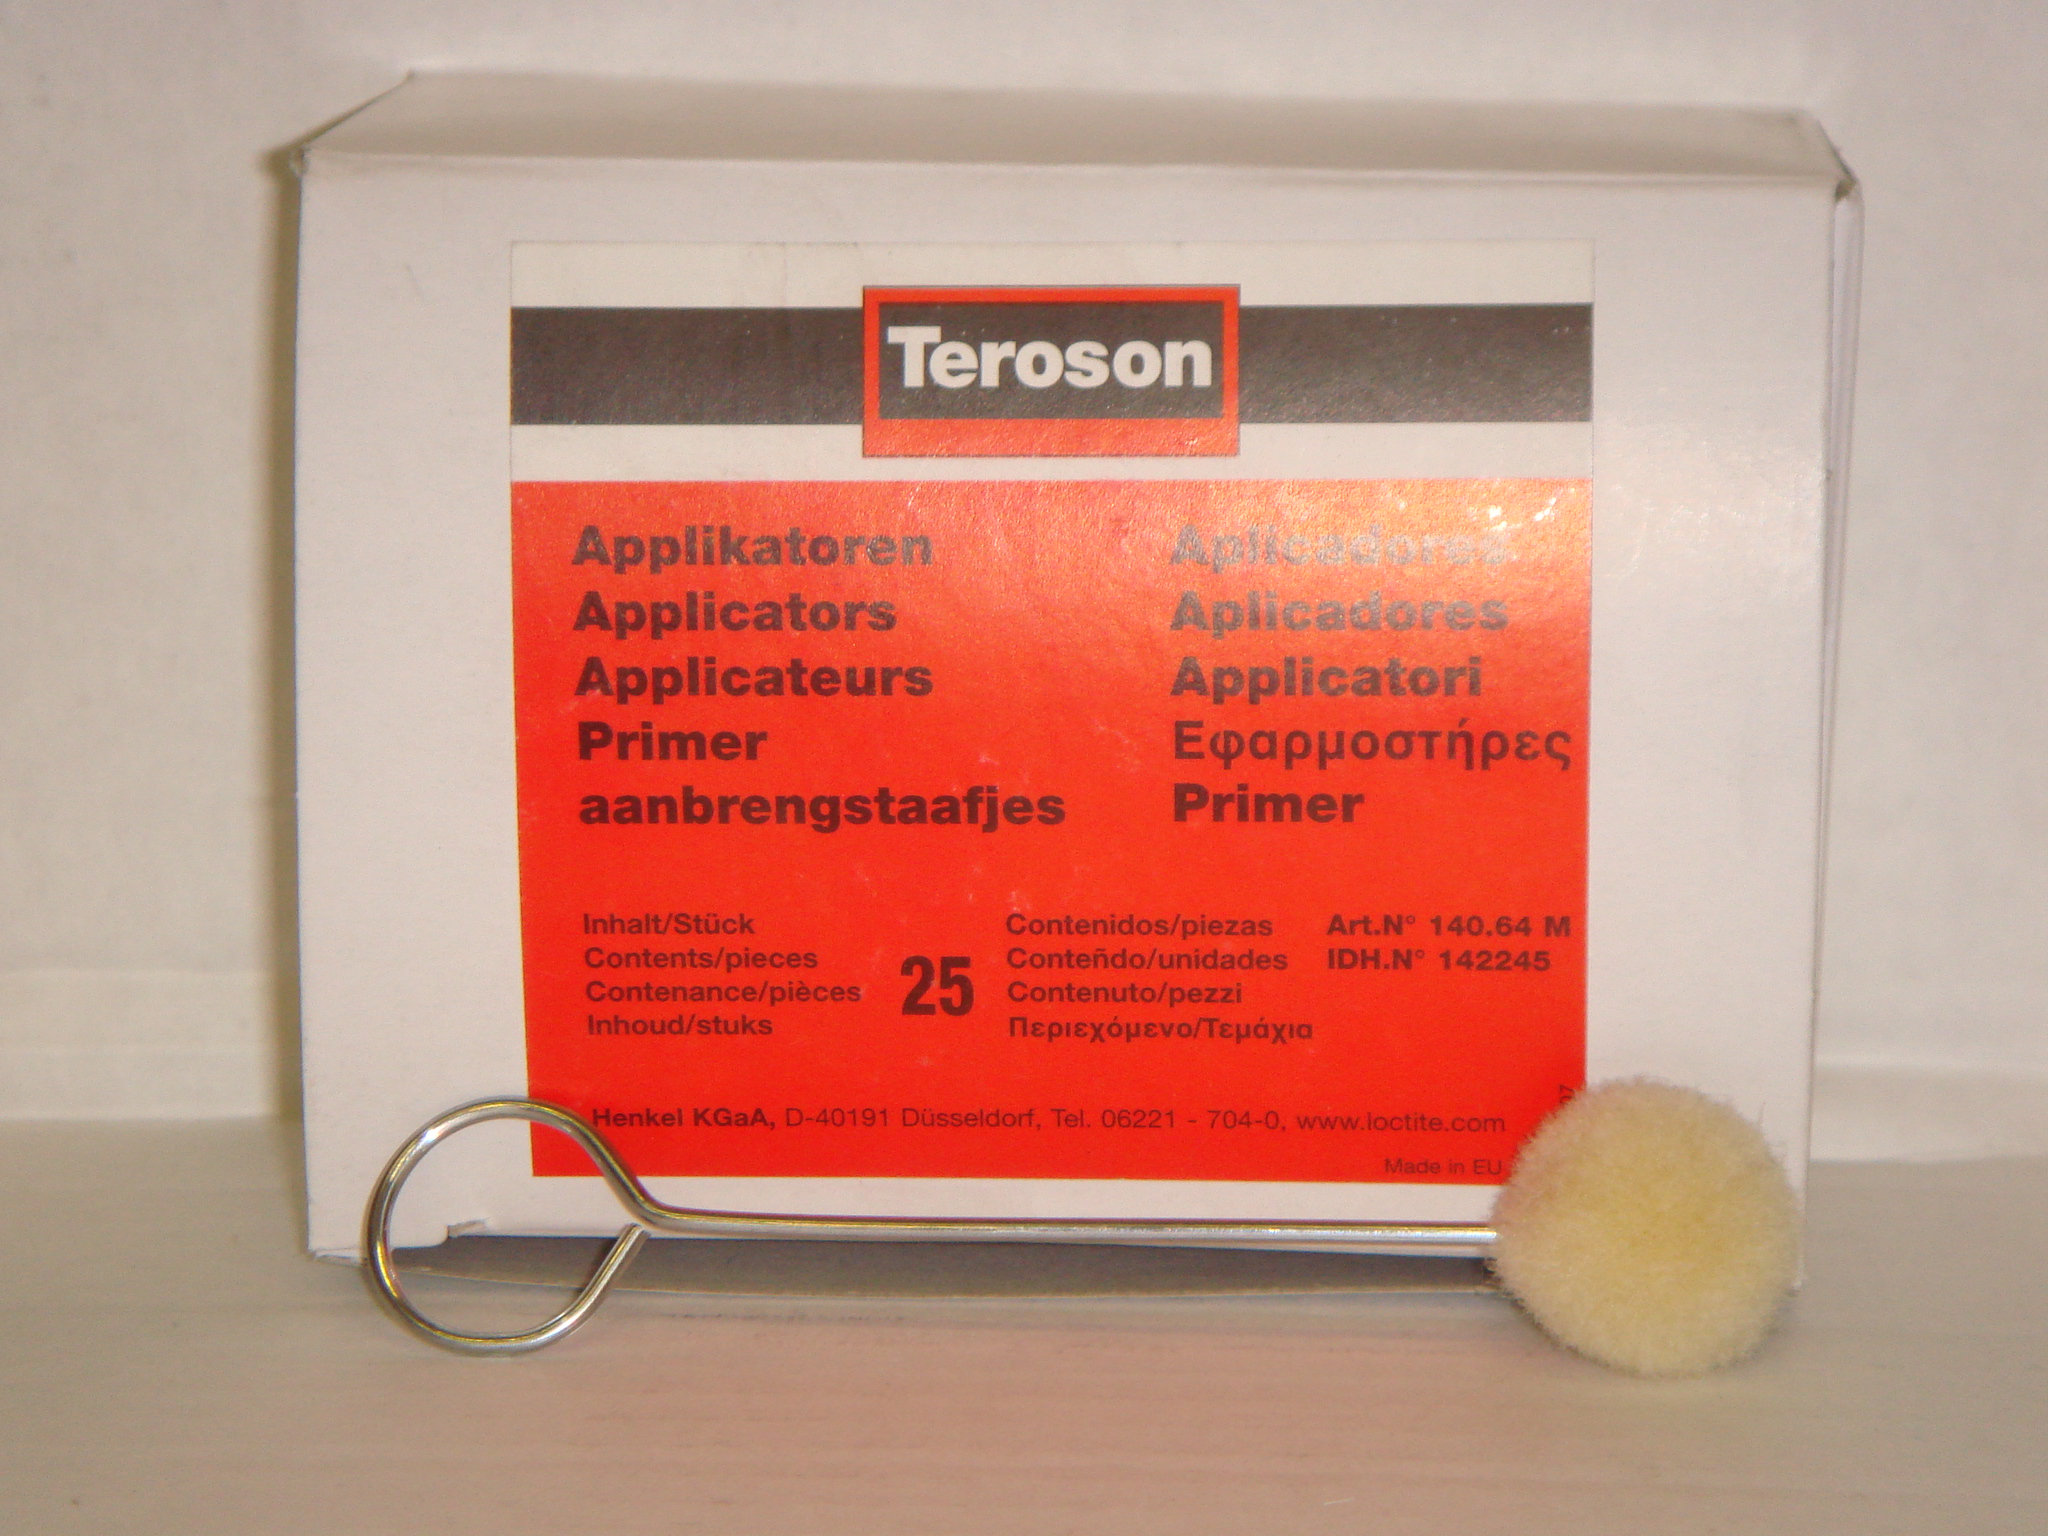 Teroson
Applikatoren
Applicators
Applicateurs
Primer
aanbrengstaafjes
Aplicadores
Aplicadores
Applicatori
Εφαρμοστήρες
Primer
Inhalt/Stück
Contents/pieces
Contenance/pièces
Inhoud/stuks
25
Contenidos/piezas
Conteñdo/unidades
Contenuto/pezzi
Περιεχόμενο/Τεμάχια
Art.N° 140.64 M
IDH.N° 142245
Henkel KGaA, D-40191 Düsseldorf, Tel. 06221 - 704-0, www.loctite.com
Made in EU